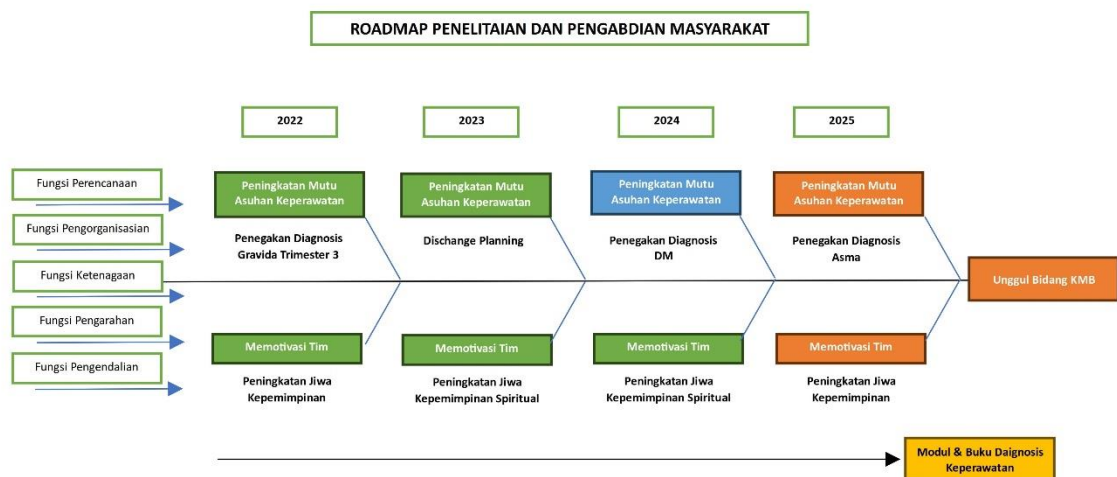 ROADMAP PENELITAIAN DAN PENGABDIAN MASYARAKAT
2022
2023
2024
2025
Fungsi Perencanaan
Fungsi Pengorganisasian
Fungsi Ketenagaan
Fungsi Pengarahan
Fungsi Pengendalian
Peningkatan Mutu
Asuhan Keperawatan
Penegakan Diagnosis
Gravida Trimester 3
Peningkatan Mutu
Asuhan Keperawatan
Dischange Planning
Peningkatan Mutu
Asuhan Keperawatan
Penegakan Diagnosis
DM
Peningkatan Mutu
Asuhan Keperawatan
Penegakan Diagnosis
Asma
Unggul Bidang KMB
Memotivasi Tim
Peningkatan Jiwa
Kepemimpinan
Memotivasi Tim
Peningkatan Jiwa
Kepemimpinan Spiritual
Memotivasi Tim
Peningkatan Jiwa
Kepemimpinan Spiritual
Memotivasi Tim
Peningkatan Jiwa
Kepemimpinan
Modul & Buku Daignosis
Keperawatan